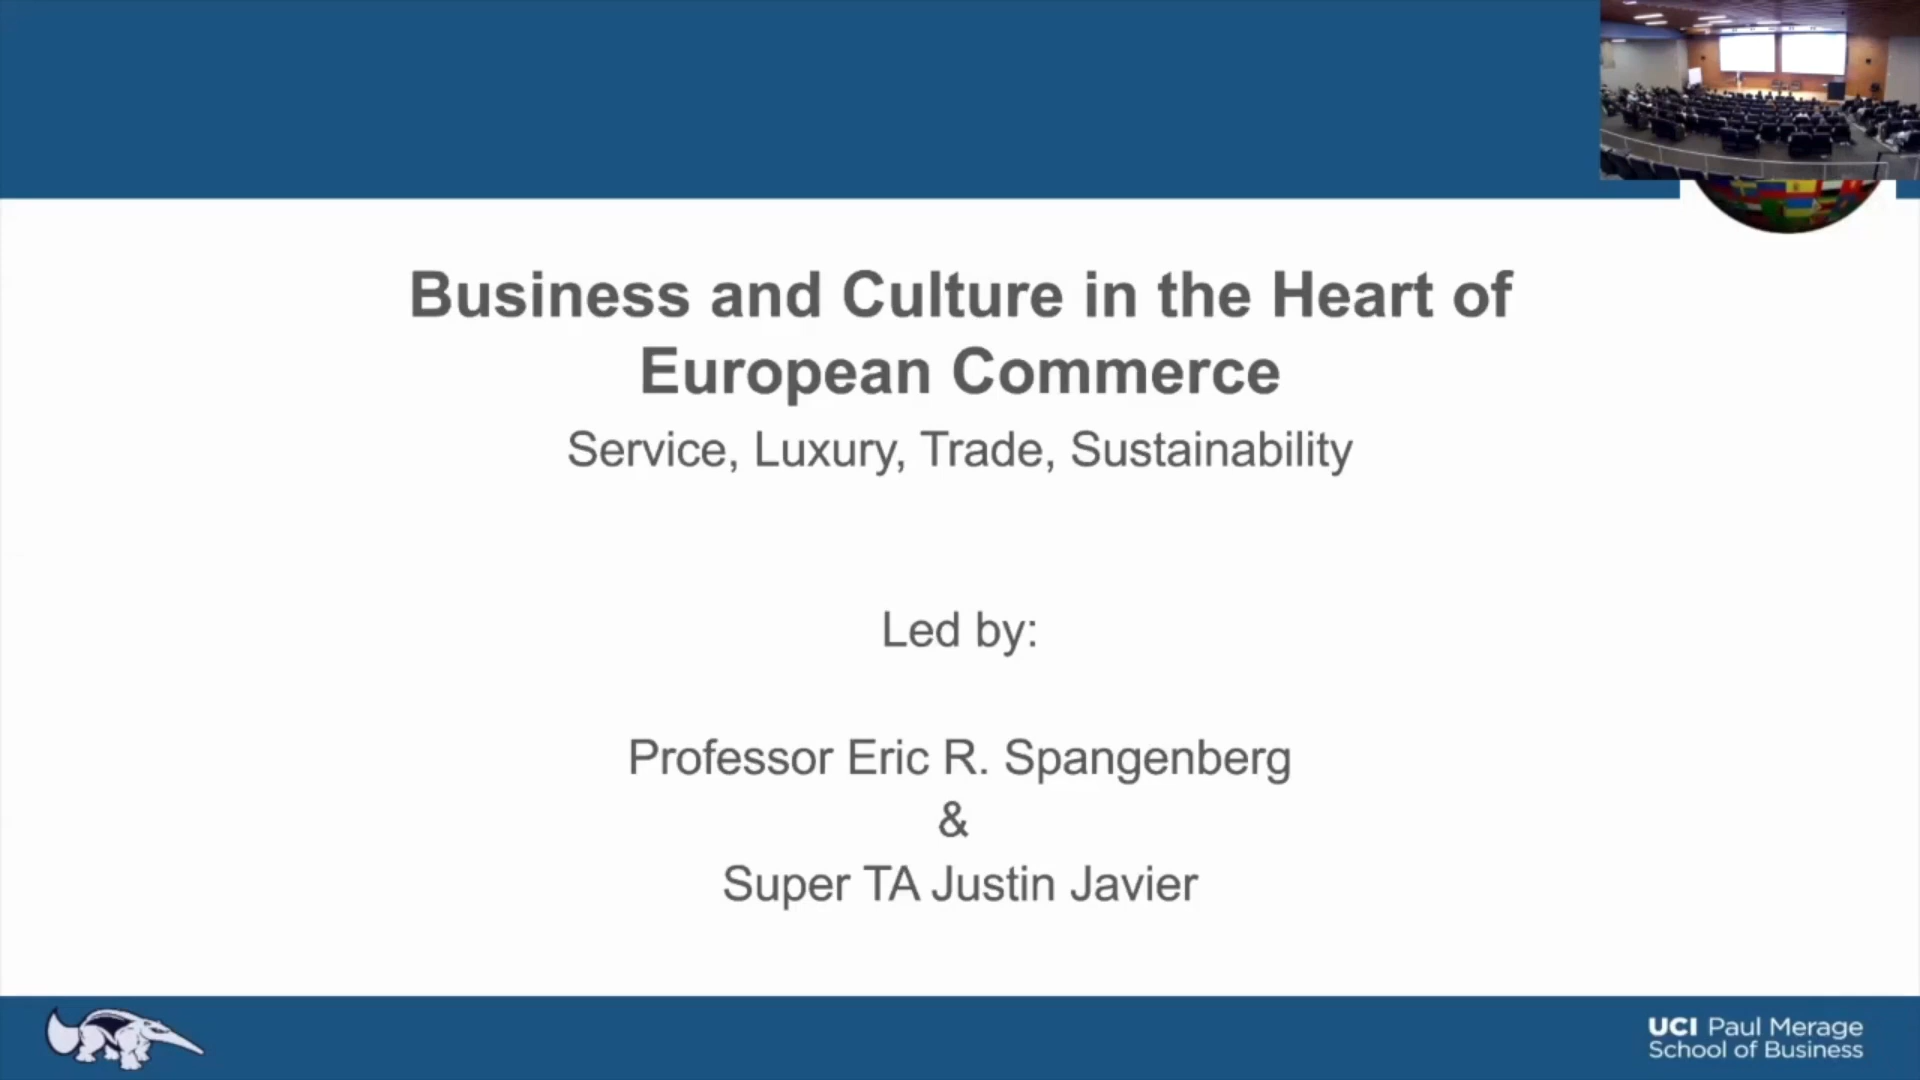 Business and Culture in the Heart of
European Commerce
Service, Luxury, Trade, Sustainability
Led by:
Professor Eric R. Spangenberg
&
Super TA Justin Javier
UCI Paul Merage
School of Business